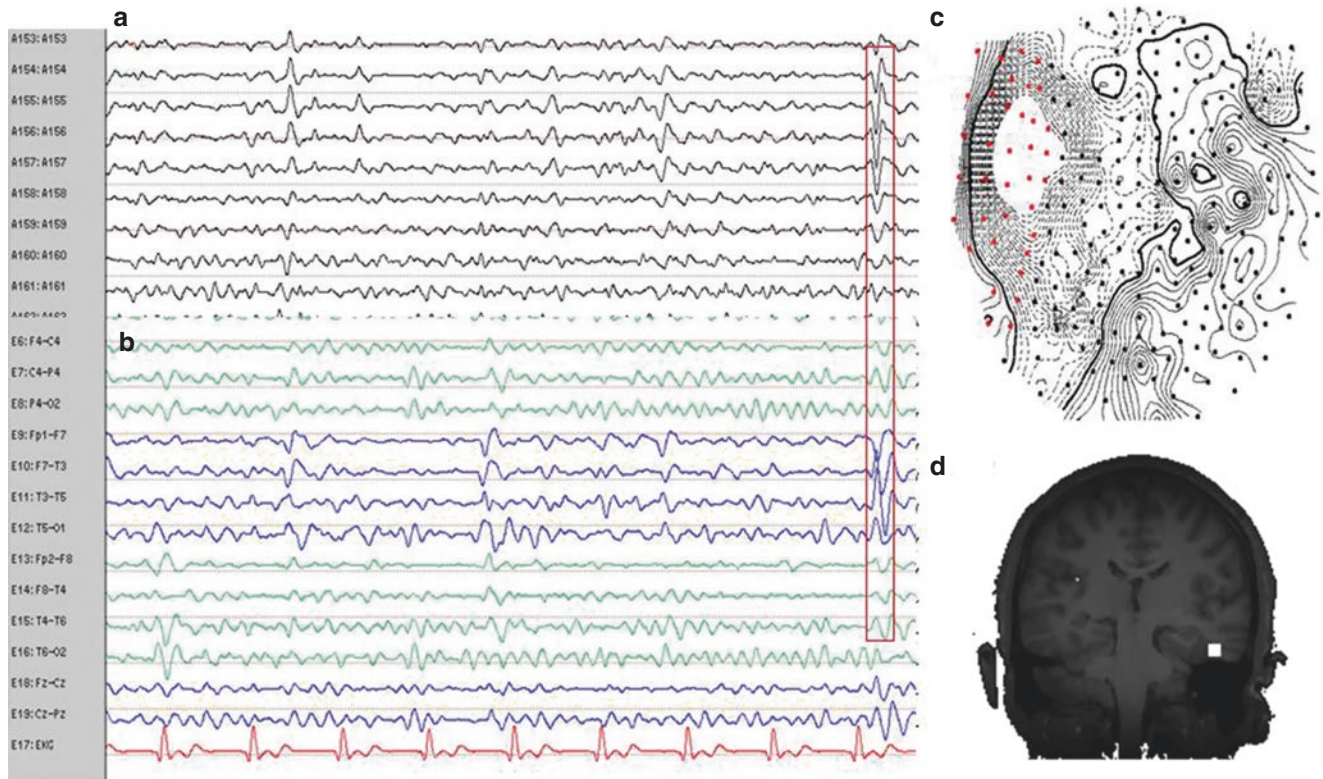 a
A153:A153
A154:A154
A155:A155
A156:A156
A157:A157
A158:A158
A159:A159
A160:A160
A161:A161
b
E6:F4-C4
E7:C4-P4
E8:P4-O2
E9:Fp1-F7
E10:F7-T3
E11:T3-T5
E12:T5-O1
E13:Fp2-F8
E14:F8-T4
E15:T4-T6
E16:T6-O2
E18:Fz-Cz
E19:Cz-Pz
E17:EKG
c
d